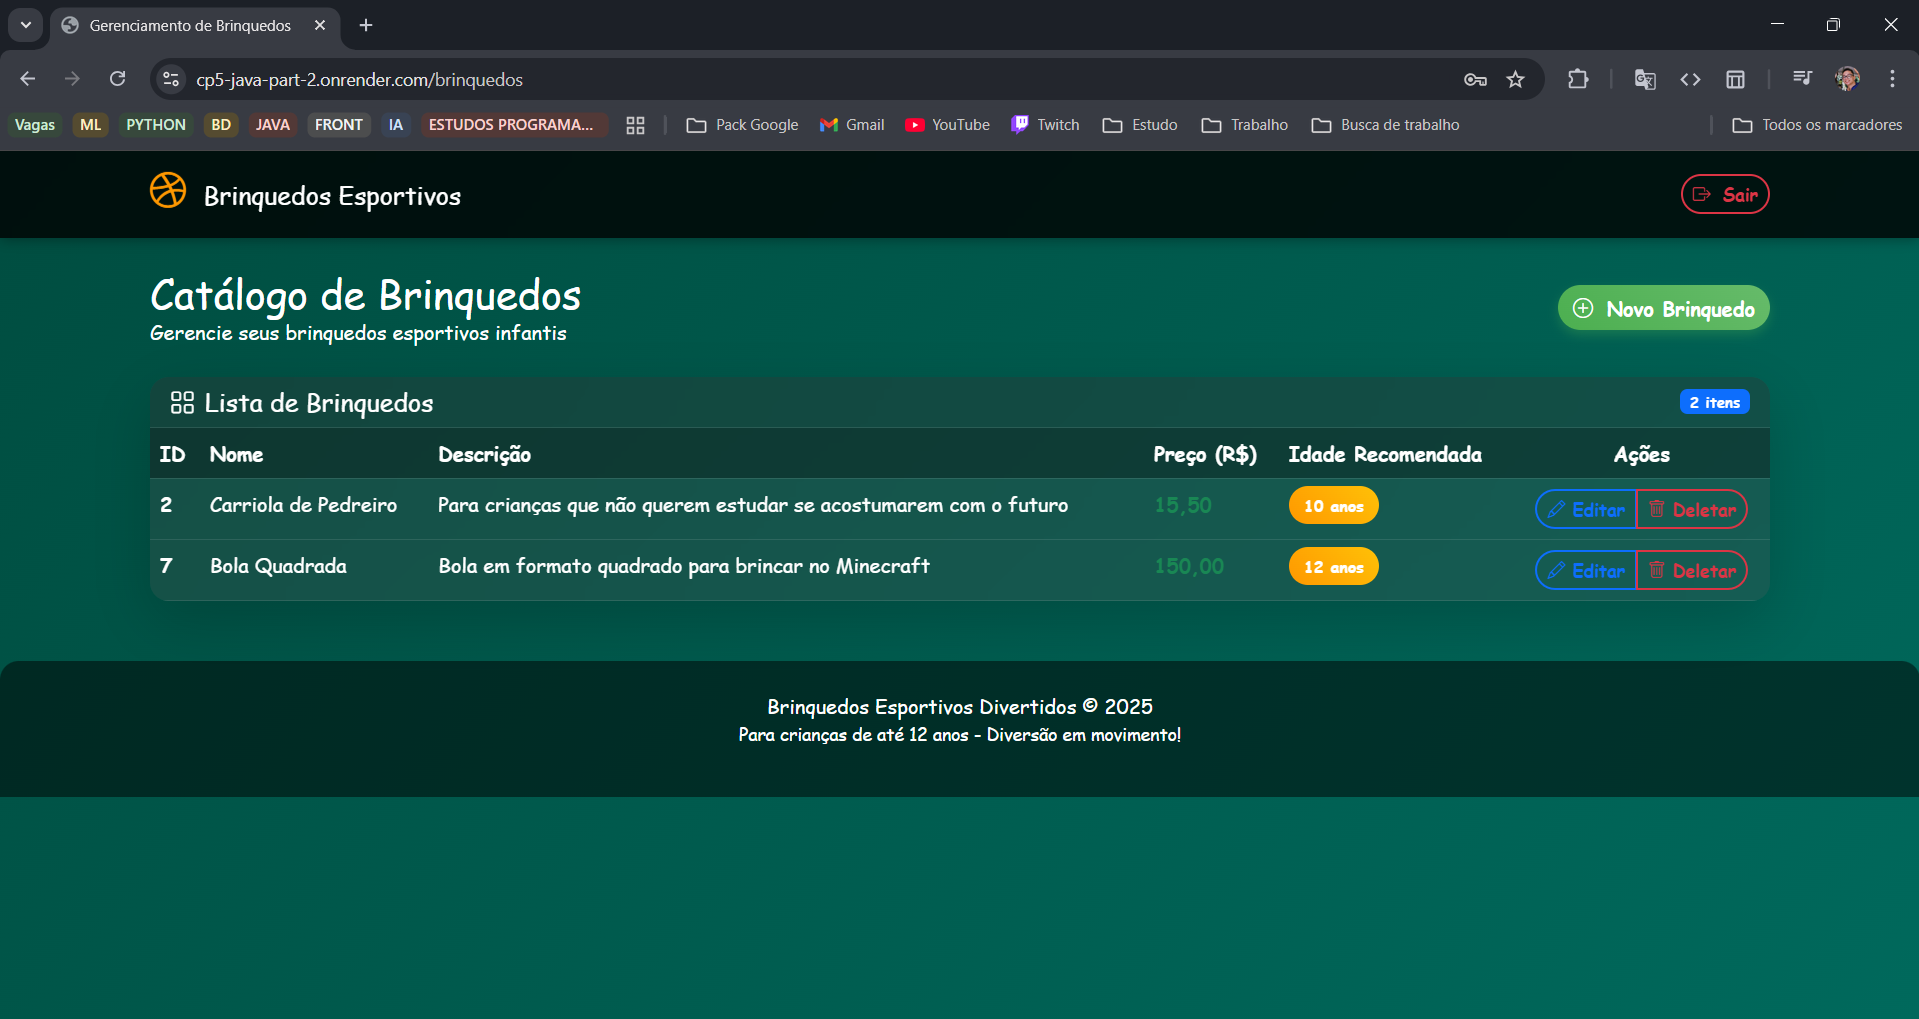 Gerenciamento de Brinquedos
cp5-java-part-2.onrender.com/brinquedos
Vagas ML PYTHON BD JAVA FRONT IA ESTUDOS PROGRAMA... Pack Google Gmail YouTube Twitch Estudo Trabalho Busca de trabalho Todos os marcadores
Brinquedos Esportivos Sair
Catálogo de Brinquedos
Gerencie seus brinquedos esportivos infantis
Novo Brinquedo
Lista de Brinquedos 2 itens
ID Nome Descrição Preço (R$) Idade Recomendada Ações
2 Carriola de Pedreiro Para crianças que não querem estudar se acostumarem com o futuro 15,50 10 anos Editar Deletar
7 Bola Quadrada Bola em formato quadrado para brincar no Minecraft 150,00 12 anos Editar Deletar
Brinquedos Esportivos Divertidos © 2025
Para crianças de até 12 anos - Diversão em movimento!